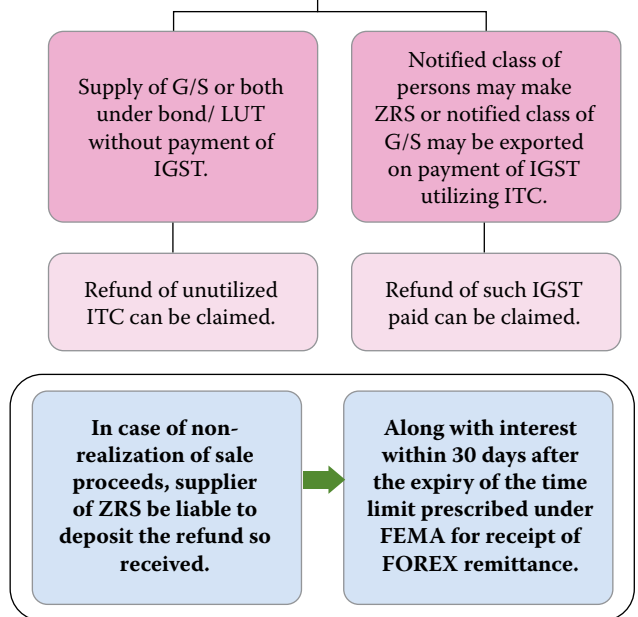 Supply of G/S or both
under bond/ LUT
without payment of
IGST.
Notified class of
persons may make
ZRS or notified class of
G/S may be exported
on payment of IGST
utilizing ITC.
Refund of unutilized
ITC can be claimed.
Refund of such IGST
paid can be claimed.
In case of non-
realization of sale
proceeds, supplier
of ZRS be liable to
deposit the refund so
received.
Along with interest
within 30 days after
the expiry of the time
limit prescribed under
FEMA for receipt of
FOREX remittance.